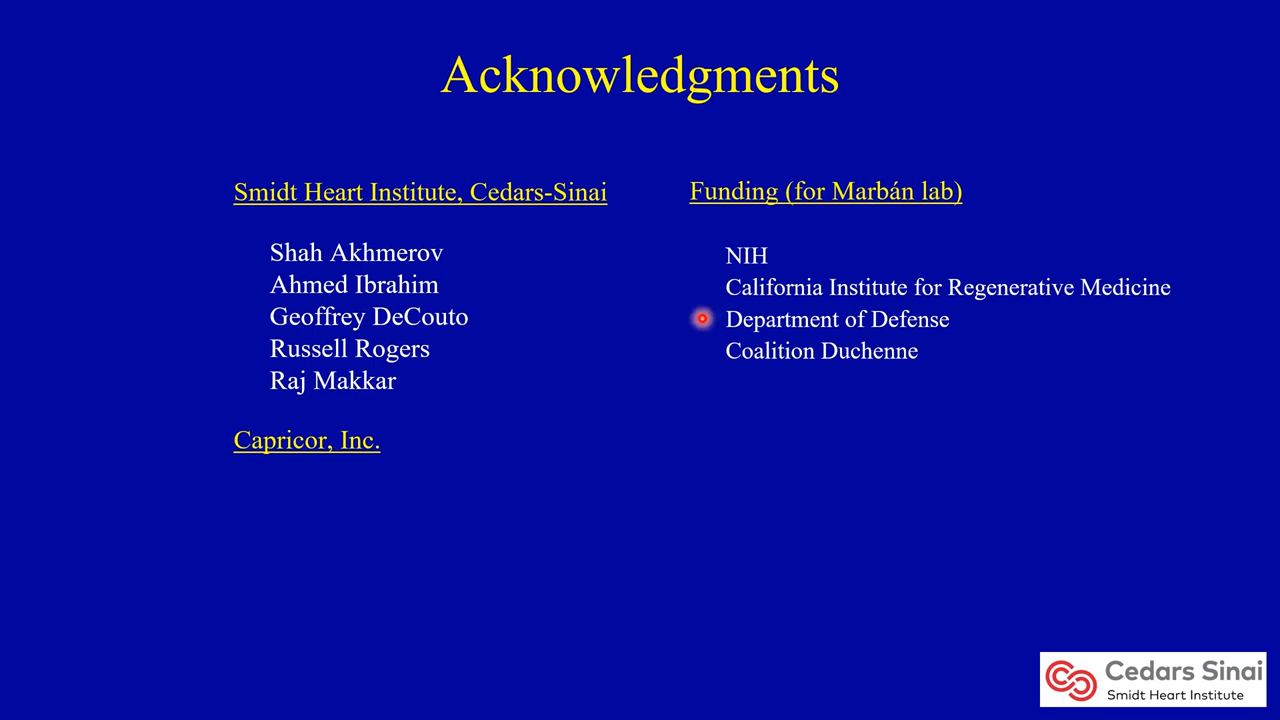 Acknowledgments
Smidt Heart Institute, Cedars-Sinai
Shah Akhmerov
Ahmed Ibrahim
Geoffrey DeCouto
Russell Rogers
Raj Makkar
Capricor, Inc.
Funding (for Marbán lab)
NIH
California Institute for Regenerative Medicine
Department of Defense
Coalition Duchenne
Cedars Sinai
Smidt Heart Institute